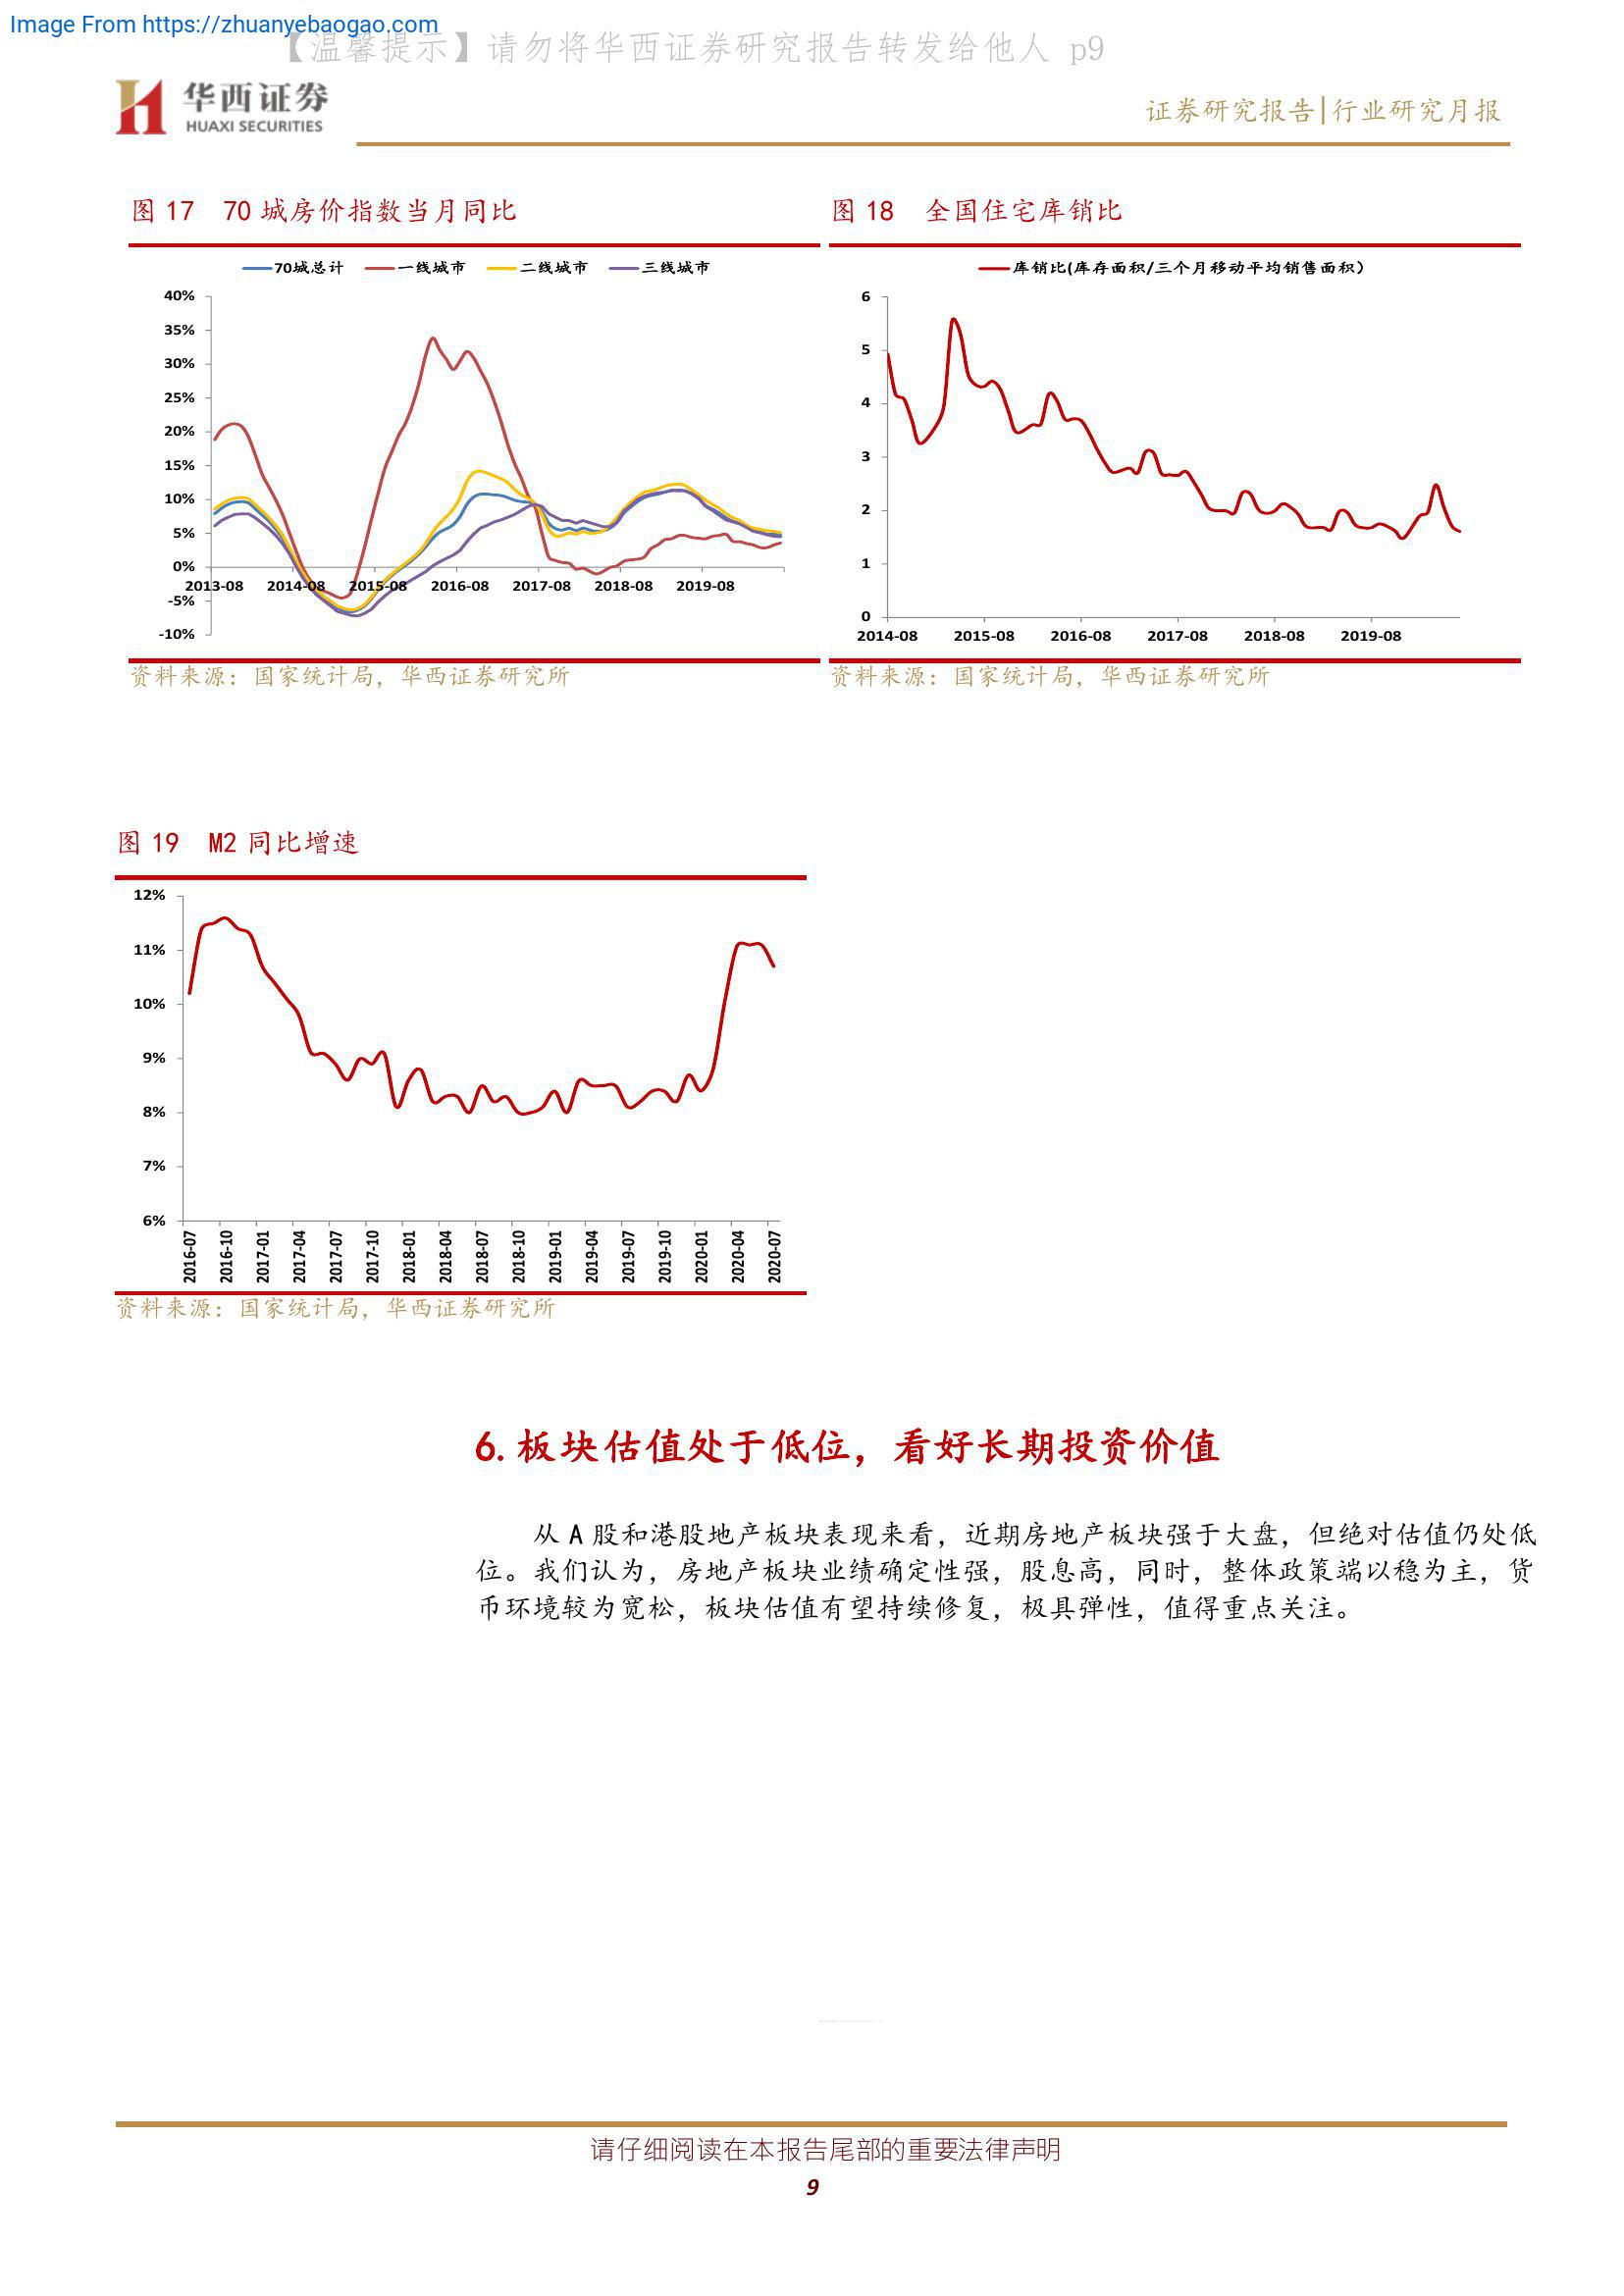 Image From https://zhuanyebaogao.com
【温馨提示】请勿将华西证券研究报告转发给他人 p9
华西证券
HUAXI SECURITIES
证券研究报告|行业研究月报
图 17 70 城房价指数当月同比
70城总计 一线城市 二线城市 三线城市
40%
35%
30%
25%
20%
15%
10%
5%
0%
-5%
-10%
2013-08 2014-08 2015-08 2016-08 2017-08 2018-08 2019-08
资料来源：国家统计局，华西证券研究所
图 18 全国住宅库销比
库销比(库存面积/三个月移动平均销售面积）
6
5
4
3
2
1
0
2014-08 2015-08 2016-08 2017-08 2018-08 2019-08
资料来源：国家统计局，华西证券研究所
图 19 M2 同比增速
12%
11%
10%
9%
8%
7%
6%
2016-07 2016-10 2017-01 2017-04 2017-07 2017-10 2018-01 2018-04 2018-07 2018-10 2019-01 2019-04 2019-07 2019-10 2020-01 2020-04 2020-07
资料来源：国家统计局，华西证券研究所
6.板块估值处于低位，看好长期投资价值
从 A 股和港股地产板块表现来看，近期房地产板块强于大盘，但绝对估值仍处低
位。我们认为，房地产板块业绩确定性强，股息高，同时，整体政策端以稳为主，货
币环境较为宽松，板块估值有望持续修复，极具弹性，值得重点关注。
请仔细阅读在本报告尾部的重要法律声明
9